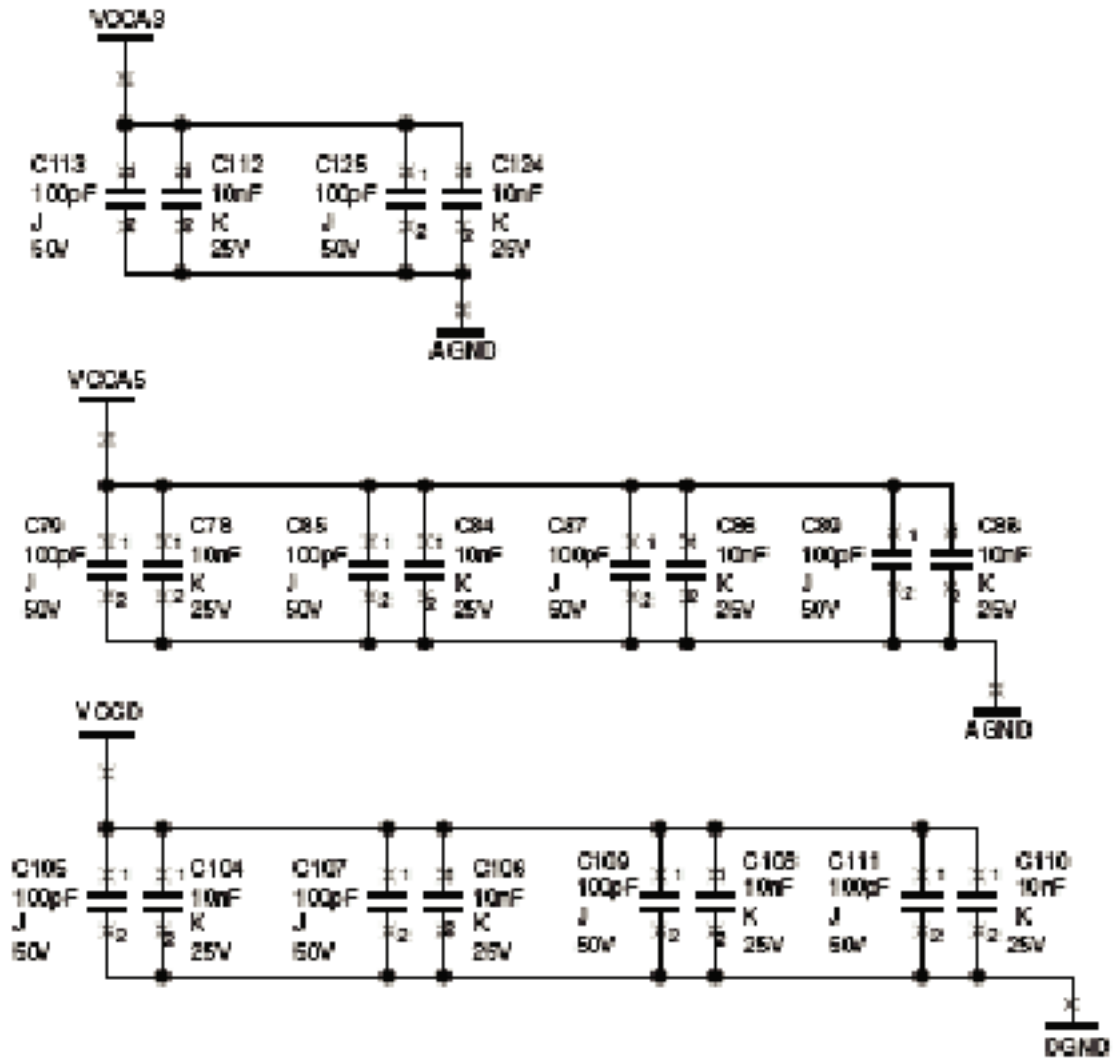 VCCA3
C113
100pF
J
50V
C112
10nF
K
25V
C125
100pF
J
50V
C124
10nF
K
25V
1
2
AGND
VCCA5
C79
100pF
J
50V
C78
10nF
K
25V
C85
100pF
J
50V
C84
10nF
K
25V
C87
100pF
J
50V
C86
10nF
K
25V
C89
100pF
J
50V
C88
10nF
K
25V
AGND
VCCD
C105
100pF
J
50V
C104
10nF
K
25V
C107
100pF
J
50V
C106
10nF
K
25V
C109
100pF
J
50V
C108
10nF
K
25V
C111
100pF
J
50V
C110
10nF
K
25V
DGND